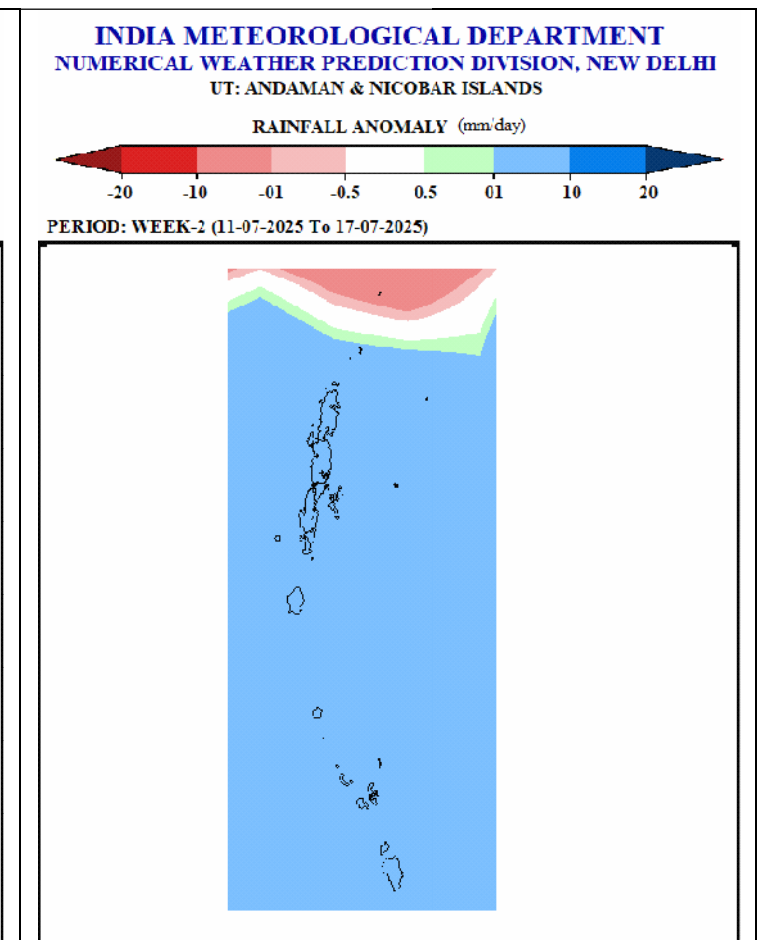 INDIA METEOROLOGICAL DEPARTMENT
NUMERICAL WEATHER PREDICTION DIVISION, NEW DELHI
UT: ANDAMAN & NICOBAR ISLANDS
RAINFALL ANOMALY (mm/day)
-20 -10 -01 -0.5 0.5 01 10 20
PERIOD: WEEK-2 (11-07-2025 To 17-07-2025)